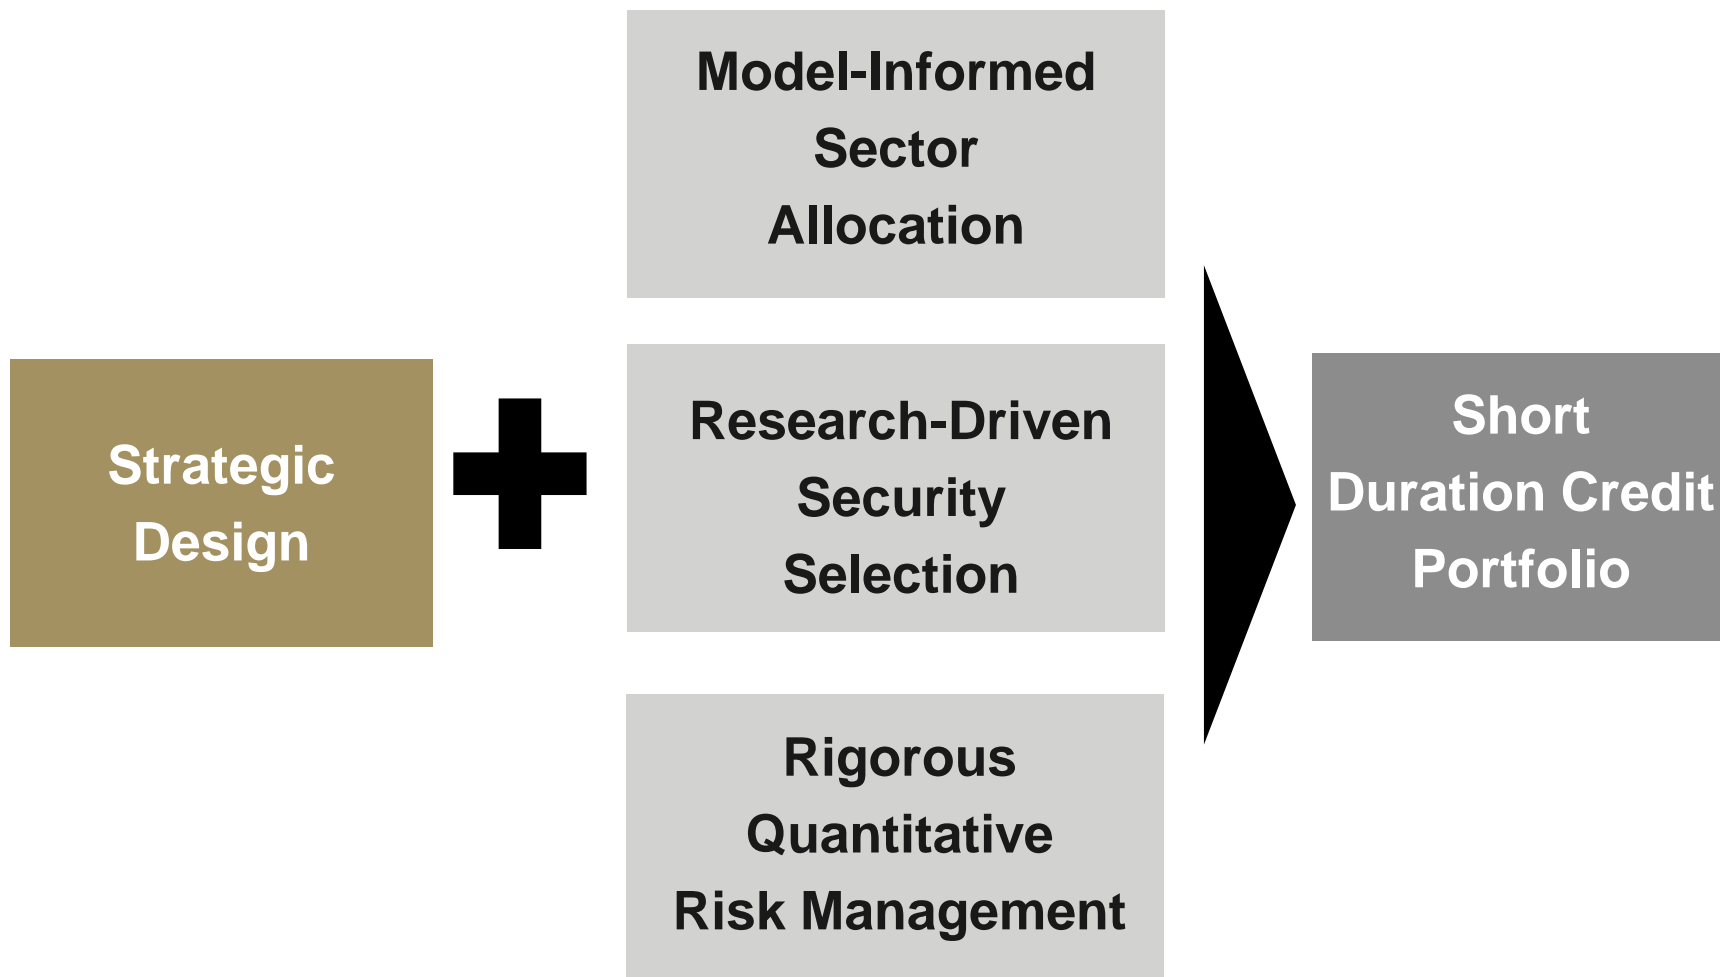 Strategic
Design
Model-Informed
Sector
Allocation
Research-Driven
Security
Selection
Rigorous
Quantitative
Risk Management
Short
Duration Credit
Portfolio